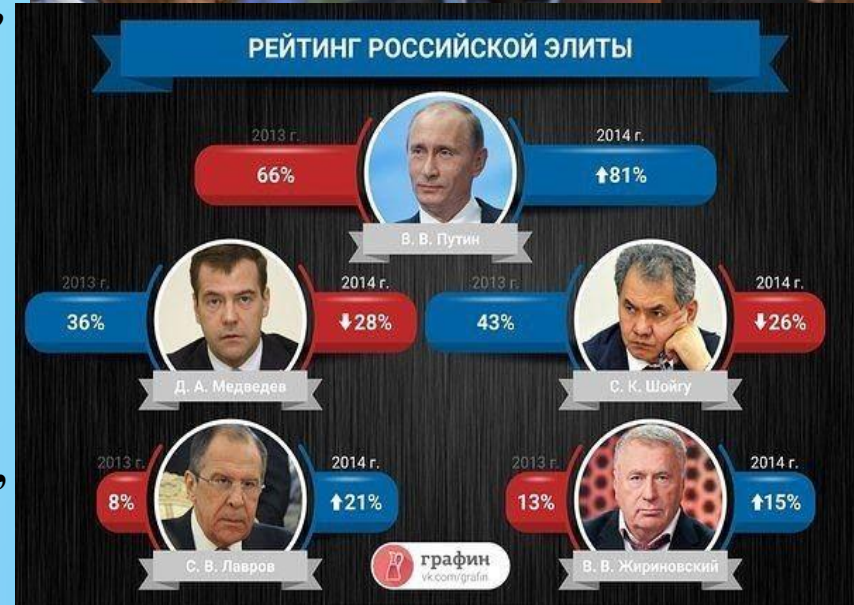 ,
РЕЙТИНГ РОССИЙСКОЙ ЭЛИТЫ
2013 г.
2014 г.
66%
⬆81%
В. В. Путин
2013 г.
2014 г.
36%
⬇28%
Д. А. Медведев
2013 г.
2014 г.
43%
⬇26%
С. К. Шойгу
,
2013 г.
2014 г.
8%
⬆21%
С. В. Лавров
2013 г.
2014 г.
13%
⬆15%
В. В. Жириновский
графин
vk.com/grafin